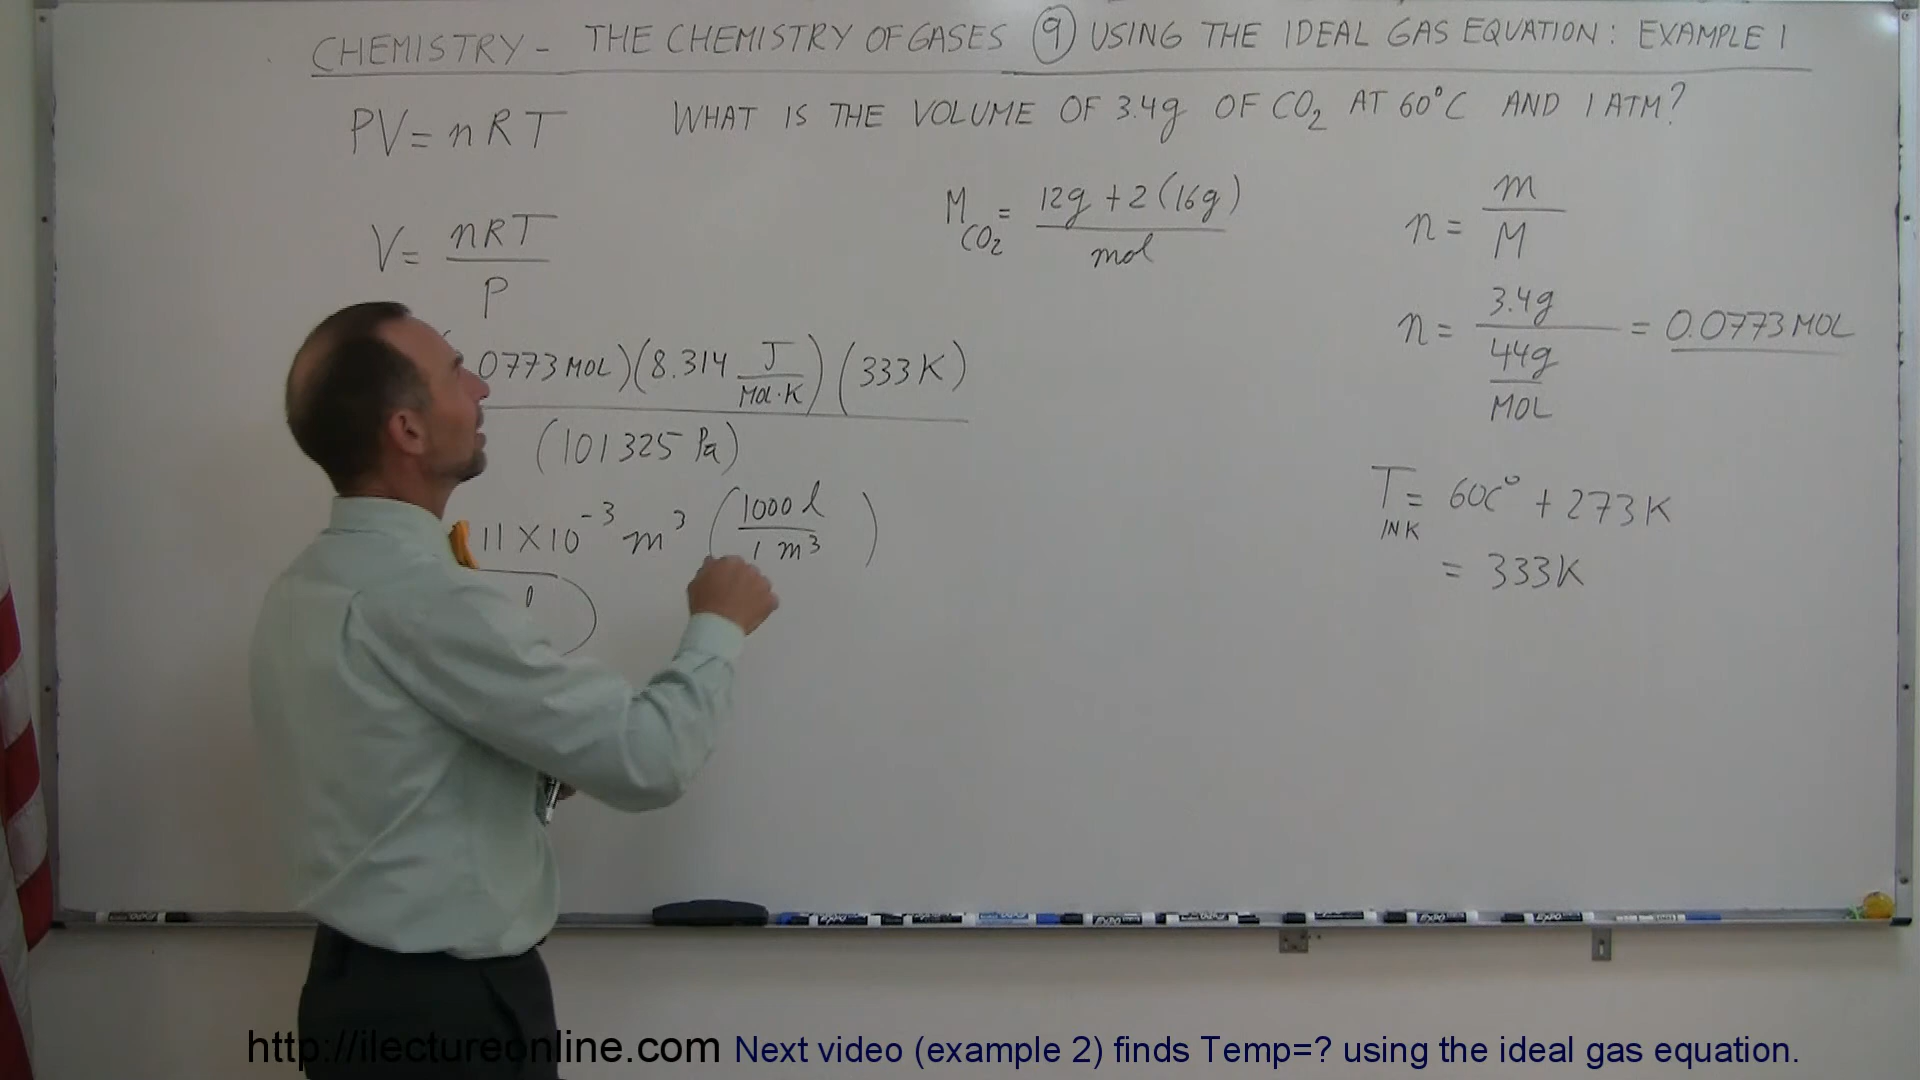 CHEMISTRY - THE CHEMISTRY OF GASES ⑨ USING THE IDEAL GAS EQUATION: EXAMPLE 1
PV = nRT
WHAT IS THE VOLUME OF 3.4g OF CO₂ AT 60°C AND 1 ATM?
V = nRT / P
M CO₂ = 12g + 2(16g) / mol
n = m / M
n = 3.4g / 44g / MOL = 0.0773 MOL
0773 MOL)(8.314 J / MOL·K)(333K)
(101325 Pa)
11 × 10⁻³ m³ (1000 l / 1 m³)
l
T IN K = 60C° + 273K
= 333K
http://ilectureonline.com Next video (example 2) finds Temp=? using the ideal gas equation.